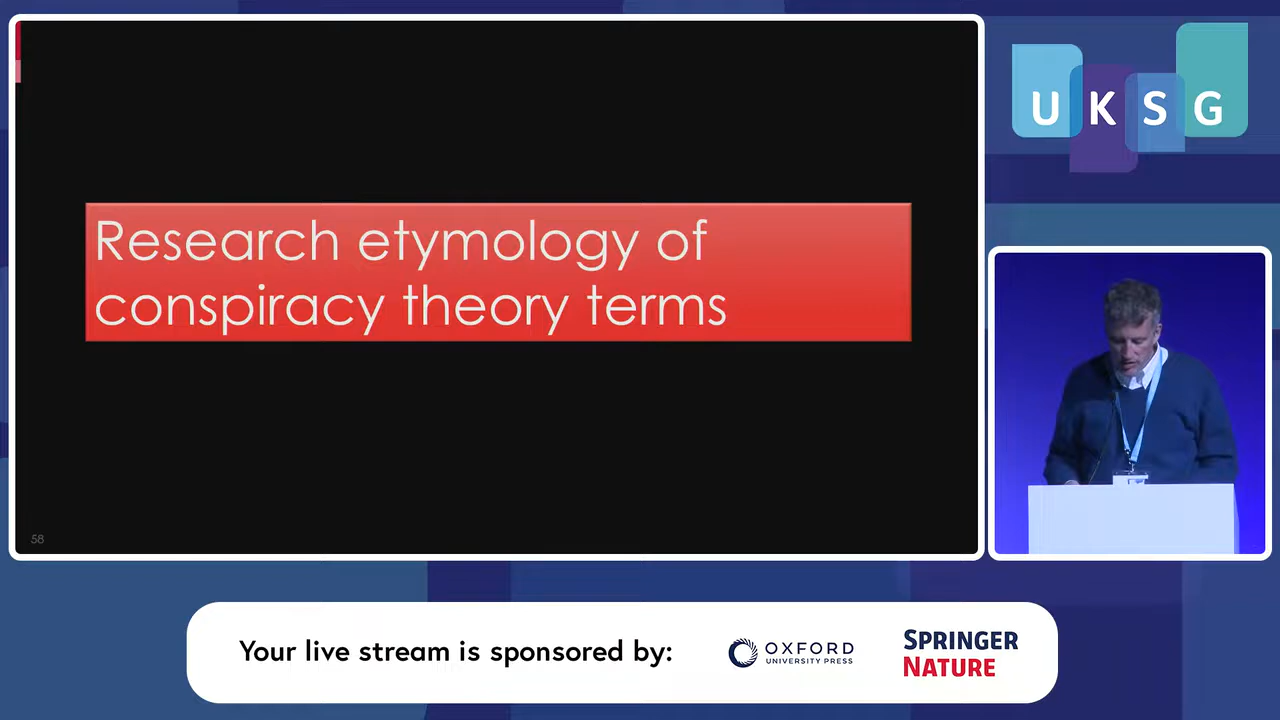 Research etymology of
conspiracy theory terms
58
UKSG
Your live stream is sponsored by:
OXFORD
UNIVERSITY PRESS
SPRINGER
NATURE